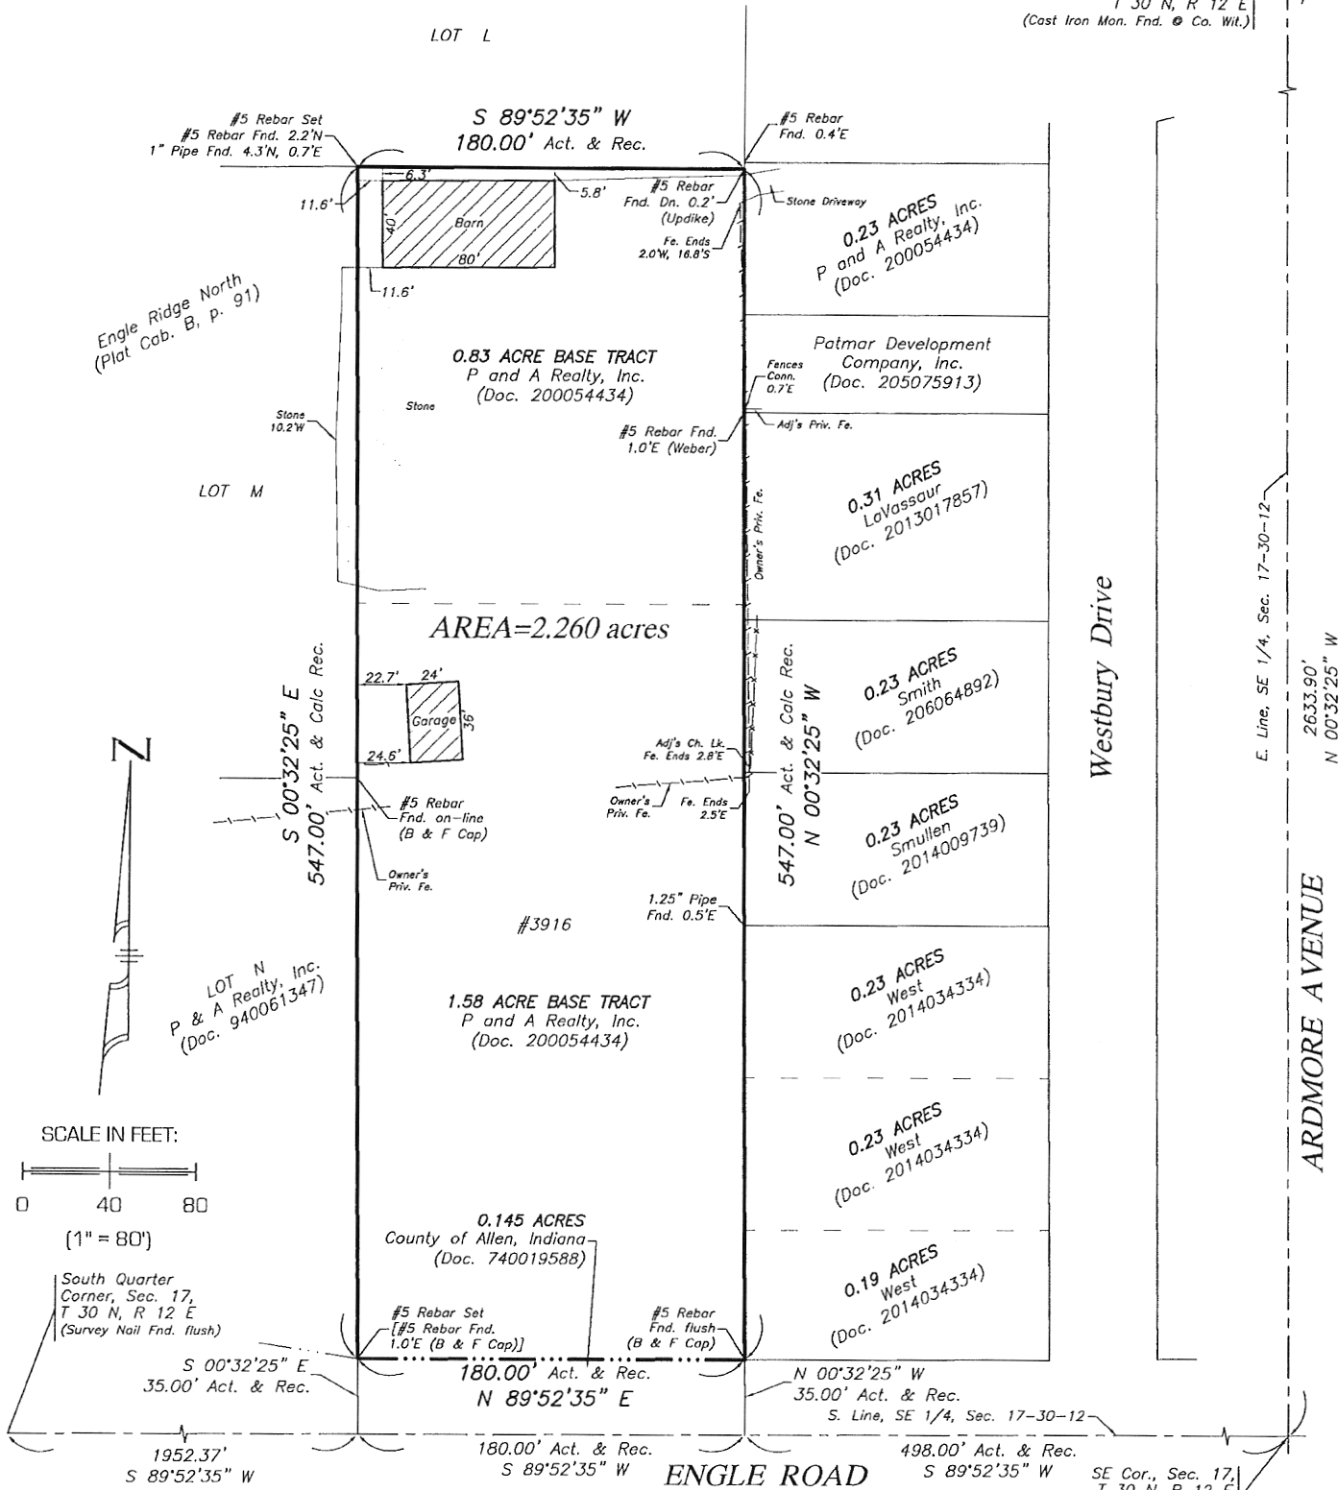 T 30 N, R 12 E
(Cast Iron Mon. Fnd. @ Co. Wit.)
LOT L
#5 Rebar Set
#5 Rebar Fnd. 2.2'N
1" Pipe Fnd. 4.3'N, 0.7'E
S 89°52'35" W
180.00' Act. & Rec.
#5 Rebar
Fnd. 0.4'E
6.3'
11.6'
5.8'
Barn
40'
80'
11.6'
#5 Rebar
Fnd. Dn. 0.2'
(Updike)
Fe. Ends
2.0'W, 16.8'S
Stone Driveway
0.23 ACRES
P and A Realty, Inc.
(Doc. 200054434)
Engle Ridge North
(Plat Cab. B, p. 91)
0.83 ACRE BASE TRACT
P and A Realty, Inc.
(Doc. 200054434)
Stone
Stone
10.2'W
Fences
Conn.
0.7'E
Patmar Development
Company, Inc.
(Doc. 205075913)
#5 Rebar Fnd.
1.0'E (Weber)
Adj's Priv. Fe.
LOT M
Owner's Priv. Fe.
0.31 ACRES
LaVassaur
(Doc. 2013017857)
AREA=2.260 acres
22.7'
24'
Garage
36'
24.6'
S 00°32'25" E
547.00' Act. & Calc Rec.
Adj's Ch. Lk.
Fe. Ends 2.8'E
Owner's
Priv. Fe.
Fe. Ends
2.5'E
547.00' Act. & Calc Rec.
N 00°32'25" W
0.23 ACRES
Smith
(Doc. 206064892)
Westbury Drive
E. Line, SE 1/4, Sec. 17-30-12
2633.90'
N 00°32'25" W
N
#5 Rebar
Fnd. on-line
(B & F Cap)
Owner's
Priv. Fe.
0.23 ACRES
Smullen
(Doc. 2014009739)
1.25" Pipe
Fnd. 0.5'E
#3916
LOT N
P & A Realty, Inc.
(Doc. 940061347)
1.58 ACRE BASE TRACT
P and A Realty, Inc.
(Doc. 200054434)
0.23 ACRES
West
(Doc. 2014034334)
ARDMORE AVENUE
0.23 ACRES
West
(Doc. 2014034334)
SCALE IN FEET:
0 40 80
(1" = 80')
0.145 ACRES
County of Allen, Indiana
(Doc. 740019588)
0.19 ACRES
West
(Doc. 2014034334)
South Quarter
Corner, Sec. 17,
T 30 N, R 12 E
(Survey Nail Fnd. flush)
#5 Rebar Set
[#5 Rebar Fnd.
1.0'E (B & F Cap)]
#5 Rebar
Fnd. flush
(B & F Cap)
S 00°32'25" E
35.00' Act. & Rec.
180.00' Act. & Rec.
N 89°52'35" E
N 00°32'25" W
35.00' Act. & Rec.
S. Line, SE 1/4, Sec. 17-30-12
1952.37'
S 89°52'35" W
180.00' Act. & Rec.
S 89°52'35" W
ENGLE ROAD
498.00' Act. & Rec.
S 89°52'35" W
SE Cor., Sec. 17,
T 30 N, R 12 E